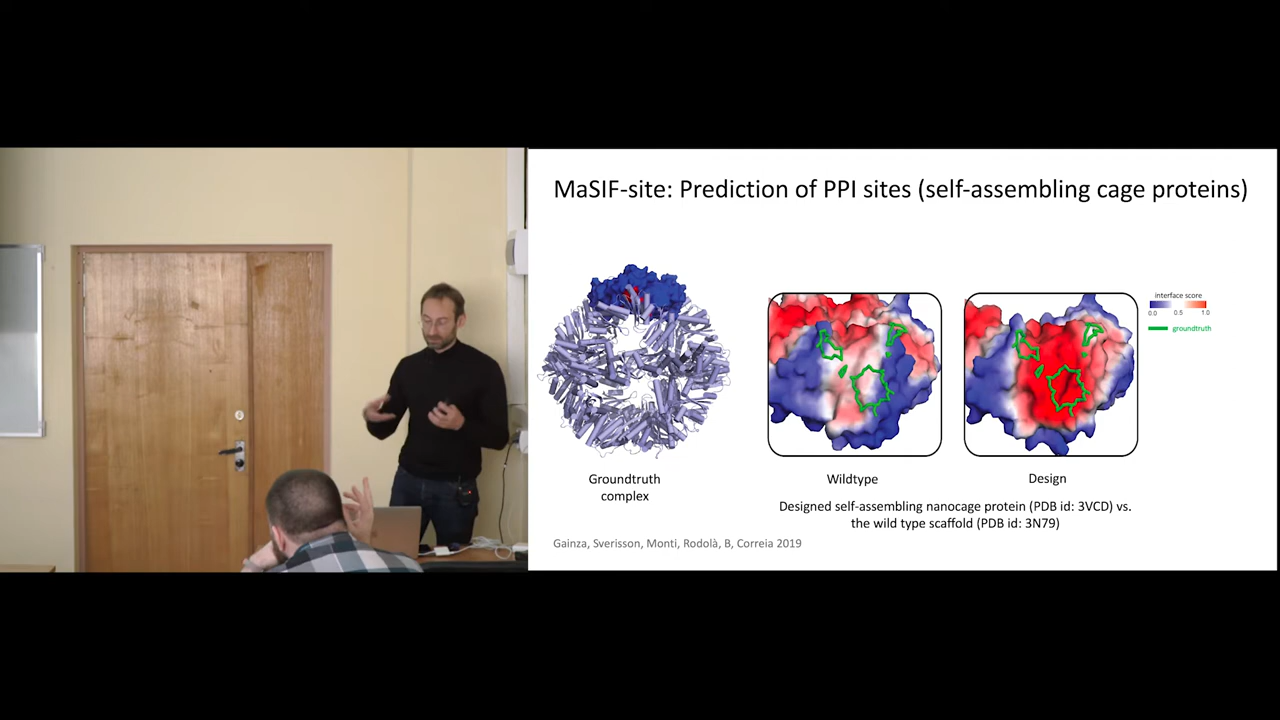 MaSIF-site: Prediction of PPI sites (self-assembling cage proteins)
interface score
0.0 0.5 1.0
groundtruth
Groundtruth
complex
Wildtype
Design
Designed self-assembling nanocage protein (PDB id: 3VCD) vs.
the wild type scaffold (PDB id: 3N79)
Gainza, Sverisson, Monti, Rodolà, B, Correia 2019